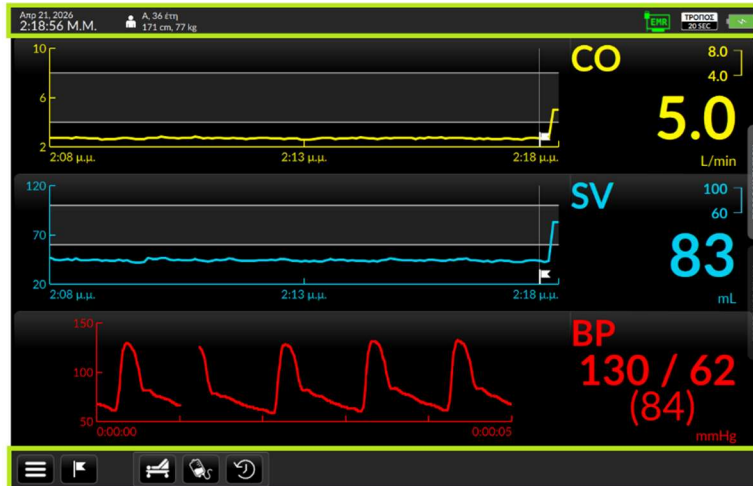 Απρ 21, 2026
2:18:56 Μ.Μ.
Α, 36 έτη
171 cm, 77 kg
EMR
ΤΡΟΠΟΣ
20 SEC
10
6
2
2:08 μ.μ.
2:13 μ.μ.
2:18 μ.μ.
CO
8.0
4.0
5.0
L/min
120
70
20
2:08 μ.μ.
2:13 μ.μ.
2:18 μ.μ.
SV
100
60
83
mL
150
100
50
0:00:00
0:00:05
BP
130 / 62
(84)
mmHg